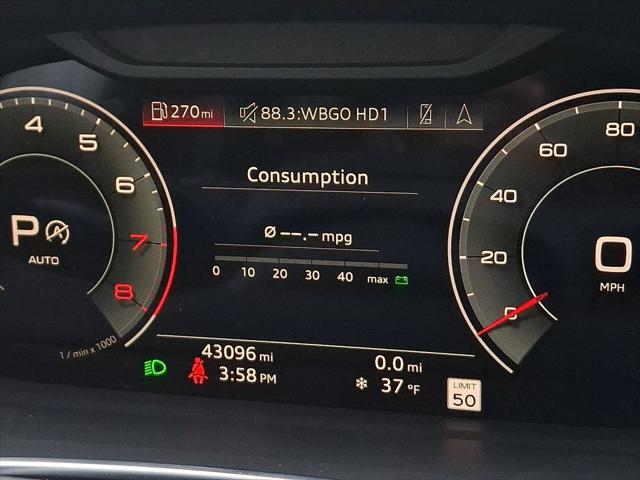 270 mi 88.3:WBGO HD1
Consumption
Ø --.- mpg
0 10 20 30 40 max
43096 mi 0.0 mi
3:58 PM 37 °F
LIMIT
50
4
5
6
7
8
1 / min x 1000
P A
AUTO
80
60
40
20
0
0
MPH